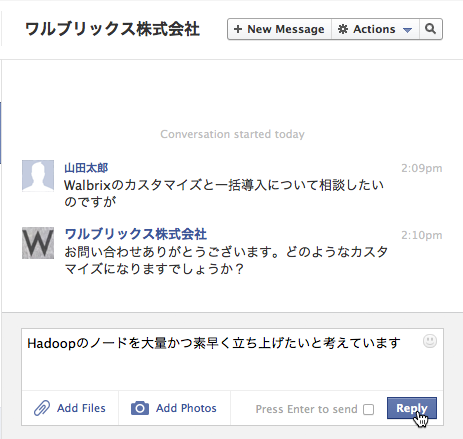 ワルブリックス株式会社
+ New Message
Actions
Conversation started today
山田太郎
2:09pm
Walbrixのカスタマイズと一括導入について相談したい
のですが
W
ワルブリックス株式会社
2:10pm
お問い合わせありがとうございます。どのようなカスタ
マイズになりますでしょうか？
Hadoopのノードを大量かつ素早く立ち上げたいと考えています
Add Files
Add Photos
Press Enter to send
Reply